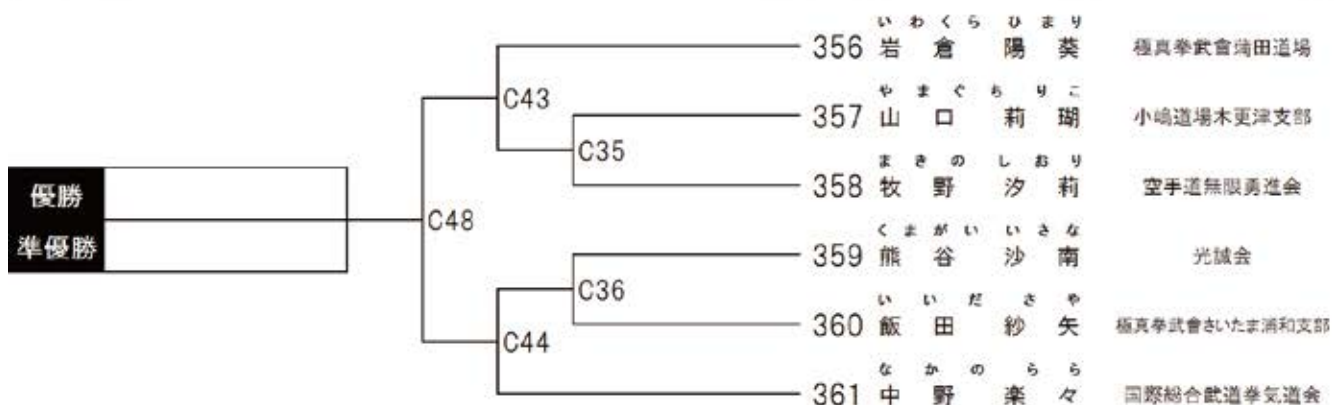 いわくら ひまり
356 岩倉 陽葵 極真拳武會蒲田道場
C43
やまぐち りこ
357 山口 莉瑚 小嶋道場木更津支部
C35
まきの しおり
358 牧野 汐莉 空手道無限勇進会
優勝
C48
準優勝
くまがい いさな
359 熊谷 沙南 光誠会
C36
いいだ さや
360 飯田 紗矢 極真拳武會さいたま浦和支部
C44
なかの らら
361 中野 楽々 国際総合武道拳気道会